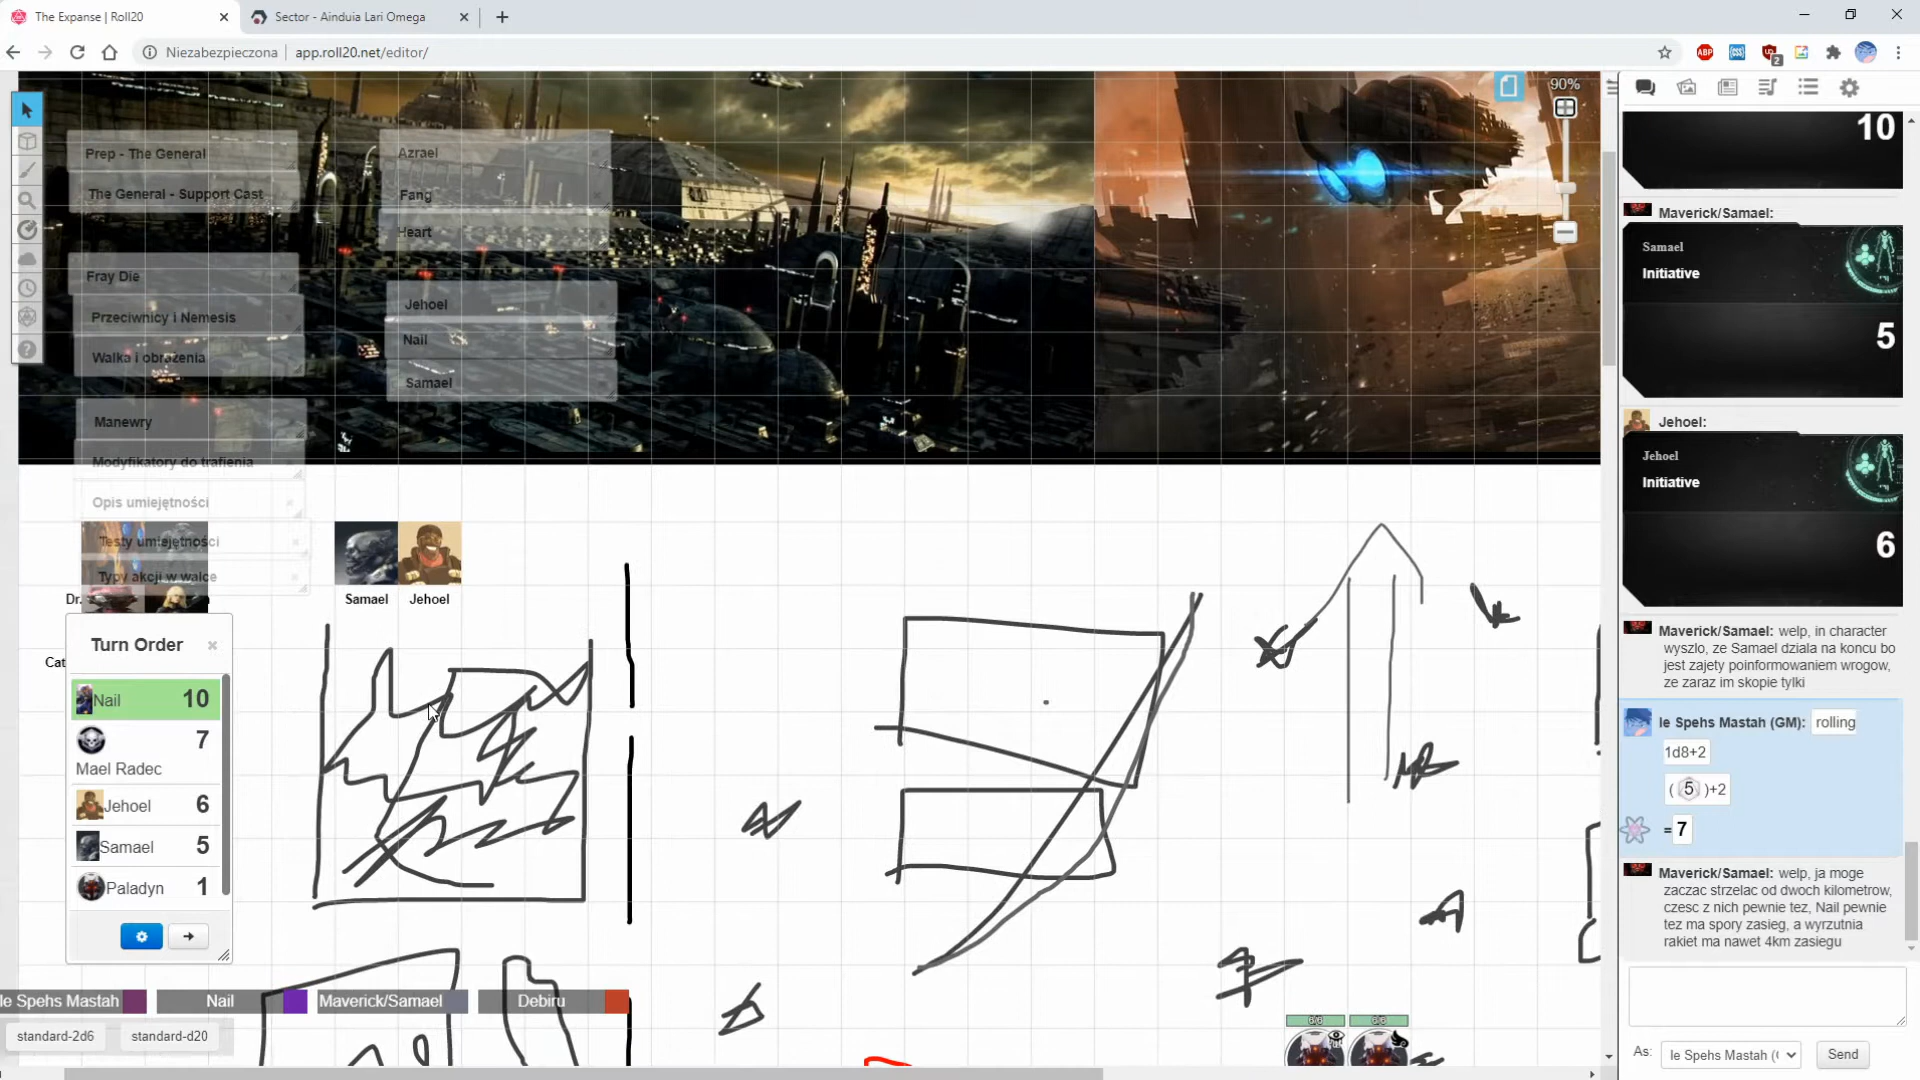 The Expanse | Roll20
Sector - Ainduia Lari Omega
Niezabezpieczona
app.roll20.net/editor/
90%
Prep - The General
The General - Support Cast
Fray Die
Przeciwnicy i Nemesis
Walka i obrażenia
Manewry
Modyfikatory do trafienia
Opis umiejętności
Testy umiejętności
Typy akcji w walce
Azrael
Fang
Heart
Jehoel
Nail
Samael
Samael
Jehoel
Dr.
Cat
Turn Order
Nail 10
7
Mael Radec
Jehoel 6
Samael 5
Paladyn 1
le Spehs Mastah
Nail
Maverick/Samael
Debiru
standard-2d6
standard-d20
6/6
6/6
10
Maverick/Samael:
Samael
Initiative
5
Jehoel:
Jehoel
Initiative
6
Maverick/Samael: welp, in character
wyszlo, ze Samael dziala na koncu bo
jest zajety poinformowaniem wrogow,
ze zaraz im skopie tylki
le Spehs Mastah (GM): rolling
1d8+2
(5)+2
=7
Maverick/Samael: welp, ja moge
zaczac strzelac od dwoch kilometrow,
czesc z nich pewnie tez, Nail pewnie
tez ma spory zasieg, a wyrzutnia
rakiet ma nawet 4km zasiegu
As:
le Spehs Mastah (
Send